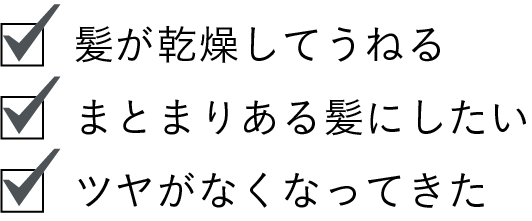 髪が乾燥してうねる
まとまりある髪にしたい
ツヤがなくなってきた